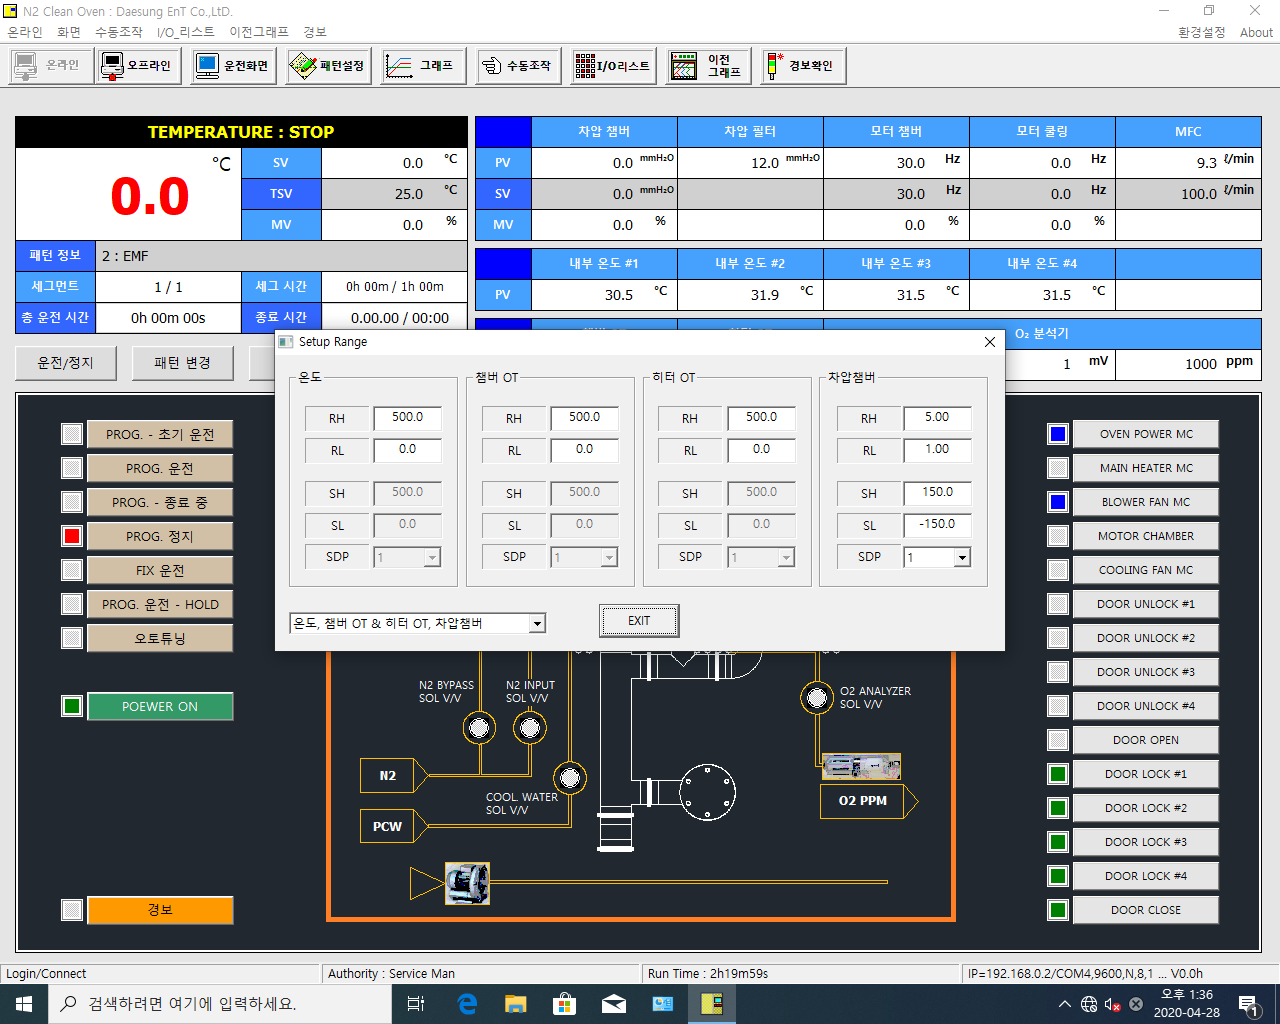 N2 Clean Oven : Daesung EnT Co.,LTD.
온라인 화면 수동조작 I/O_리스트 이전그래프 경보 환경설정 About
온라인 오프라인 운전화면 패턴설정 그래프 수동조작 I/O리스트 이전 그래프 경보확인
TEMPERATURE : STOP
0.0 ℃
SV 0.0 ℃
TSV 25.0 ℃
MV 0.0 %
패턴 정보 2 : EMF
세그먼트 1 / 1 세그 시간 0h 00m / 1h 00m
총 운전 시간 0h 00m 00s 종료 시간 0.00.00 / 00:00
차압 챔버 차압 필터 모터 챔버 모터 쿨링 MFC
PV 0.0 mmH2O 12.0 mmH2O 30.0 Hz 0.0 Hz 9.3 ℓ/min
SV 0.0 mmH2O 30.0 Hz 0.0 Hz 100.0 ℓ/min
MV 0.0 % 0.0 % 0.0 %
내부 온도 #1 내부 온도 #2 내부 온도 #3 내부 온도 #4
PV 30.5 ℃ 31.9 ℃ 31.5 ℃ 31.5 ℃
O₂ 분석기
1 mV 1000 ppm
운전/정지 패턴 변경
Setup Range
온도 챔버 OT 히터 OT 차압챔버
RH 500.0 RH 500.0 RH 500.0 RH 5.00
RL 0.0 RL 0.0 RL 0.0 RL 1.00
SH 500.0 SH 500.0 SH 500.0 SH 150.0
SL 0.0 SL 0.0 SL 0.0 SL -150.0
SDP 1 SDP 1 SDP 1 SDP 1
온도, 챔버 OT & 히터 OT, 차압챔버 EXIT
PROG. - 초기 운전
PROG. 운전
PROG. - 종료 중
PROG. 정지
FIX 운전
PROG. 운전 - HOLD
오토튜닝
POEWER ON
경보
N2 BYPASS
SOL V/V
N2 INPUT
SOL V/V
O2 ANALYZER
SOL V/V
N2
COOL. WATER
SOL V/V
PCW
O2 PPM
OVEN POWER MC
MAIN HEATER MC
BLOWER FAN MC
MOTOR CHAMBER
COOLING FAN MC
DOOR UNLOCK #1
DOOR UNLOCK #2
DOOR UNLOCK #3
DOOR UNLOCK #4
DOOR OPEN
DOOR LOCK #1
DOOR LOCK #2
DOOR LOCK #3
DOOR LOCK #4
DOOR CLOSE
Login/Connect Authority : Service Man Run Time : 2h19m59s IP=192.168.0.2/COM4,9600,N,8,1 ... V0.0h
검색하려면 여기에 입력하세요.
오후 1:36
2020-04-28
1